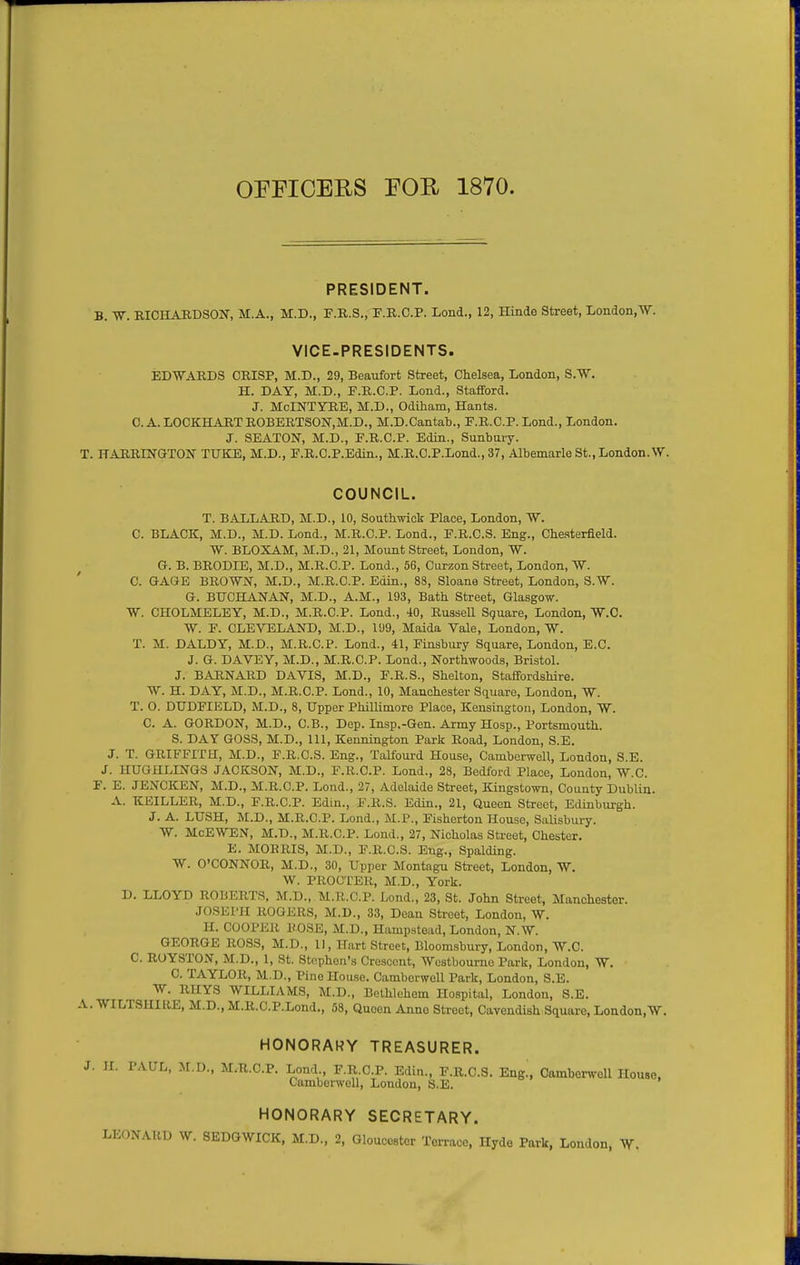 OFFICERS FOR 1870.
PRESIDENT.
B. W. RICHARDSON, M.A., M.D., F.R.S., F.R.C.P. Lond., 12, Hinde Street, London, W.
VICE-PRESIDENTS.
EDWARDS CRISP, M.D., 29, Beaufort Street, Chelsea, London, S.W.
H. DAY, M.D., F.R.C.P. Lond., Stafford.
J. McINTYRE, M.D., Odiham, Hants.
C. A. LOCKHART ROBERTSON, M.D., M.D. Cantab., F.R.C.P. Lond., London.
J. SEATON, M.D., F.R.C.P. Edin., Sunbury.
T. HARRINGTON TUKE, M.D., F.R.C.P.Edin., M.R.C.P.Lond., 37, Albemarle St., London. W.
COUNCIL.
T. BALLARD, M.D., 10, Southwick Place, London, W.
C. BLACK, M.D., M.D. Lond., M.R.C.P. Lond., F.R.C.S. Eng., Chesterfield.
W. BLOXAM, M.D., 21, Mount Street, London, W.
G. B. BRODIE, M.D., M.R.C.P. Lond., 56, Curzon Street, London, W.
C. GAGE BROWN, M.D., M.R.C.P. Edin., 88, Sloane Street, London, S.W.
G. BUCHANAN, M.D., A.M., 193, Bath Street, Glasgow.
W. CHOLMELEY, M.D., M.R.C.P. Lond., 40, Russell Square, London, W.C.
W. F. CLEVELAND, M.D., 199, Maida Vale, London, W.
T. M. DALDY, M.D., M.R.C.P. Lond., 41, Finsbury Square, London, E.C.
J. G. DAVEY, M.D., M.R.C.P. Lond., Northwoods, Bristol.
J. BARNARD DAVIS, M.D., F.R.S., Shelton, Staffordshire.
W. H. DAY, M.D., M.R.C.P. Lond., 10, Manchester Square, London, W.
T. O. DUDFIELD, M.D., 8, Upper Phillimore Place, Kensington, London, W.
C. A. GORDON, M.D., C.B., Dep. Insp.-Gen. Army Hosp., Portsmouth.
S. DAY GOSS, M.D., 111, Kennington Park Road, London, S.E.
J. T. GRIFFITH, M.D., F.R.C.S. Eng., Talfourd House, Camberwell, London, S.E.
J. HUGHLINGS JACKSON, M.D., F.R.C.P. Lond., 28, Bedford Place, London, W.C.
F. E. JENCKEN, M.D., M.R.C.P. Lond., 27, Adelaide Street, Kingstown, County Dublin.
A. KEILLER, M.D., F.R.C.P. Edin., F.R.S. Edin., 21, Queen Street, Edinburgh.
J. A. LUSH, M.D., M.R.C.P. Lond., M.P., Fisherton House, Salisbury.
W. McEWEN, M.D., M.R.C.P. Lond., 27, Nicholas Street, Chester.
E. MORRIS, M.D., F.R.C.S. Eng., Spalding.
W. O'CONNOR, M.D., 30, Upper Montagu Street, London, W.
W. PROCTER, M.D., York.
D. LLOYD ROBERTS, M.D., M.R.C.P. Lond., 23, St. John Street, Manchester.
JOSEPH ROGERS, M.D., 33, Dean Street, London, W.
H. COOPER ROSE, M.D., Hampstead, London, N.W.
GEORGE ROSS, M.D., 11, Hart Street, Bloomsbury, London, W.C.
C. ROYSTON, M.D., 1, St. Stephen's Crescent, Westbourne Park, London, W.
C. TAYLOR, M.D., Pine House, Camberwell Park, London, S.E.
W. RHYS WILLIAMS, M.D., Bethlehem Hospital, London, S.E.
A. WILTSHIRE, M.D., M.R.C.P.Lond., 58, Queen Anne Street, Cavendish Square, London, W.
HONORARY TREASURER.
J. H. PAUL, M.D., M.R.C.P. Lond., F.R.C.P. Edin., F.R.C.S. Eng., Camberwell House,
Camberwell, London, S.E.
HONORARY SECRETARY.
LEONARD W. SEDGWICK, M.D., 2, Gloucester Terrace, Hyde Park, London, W.